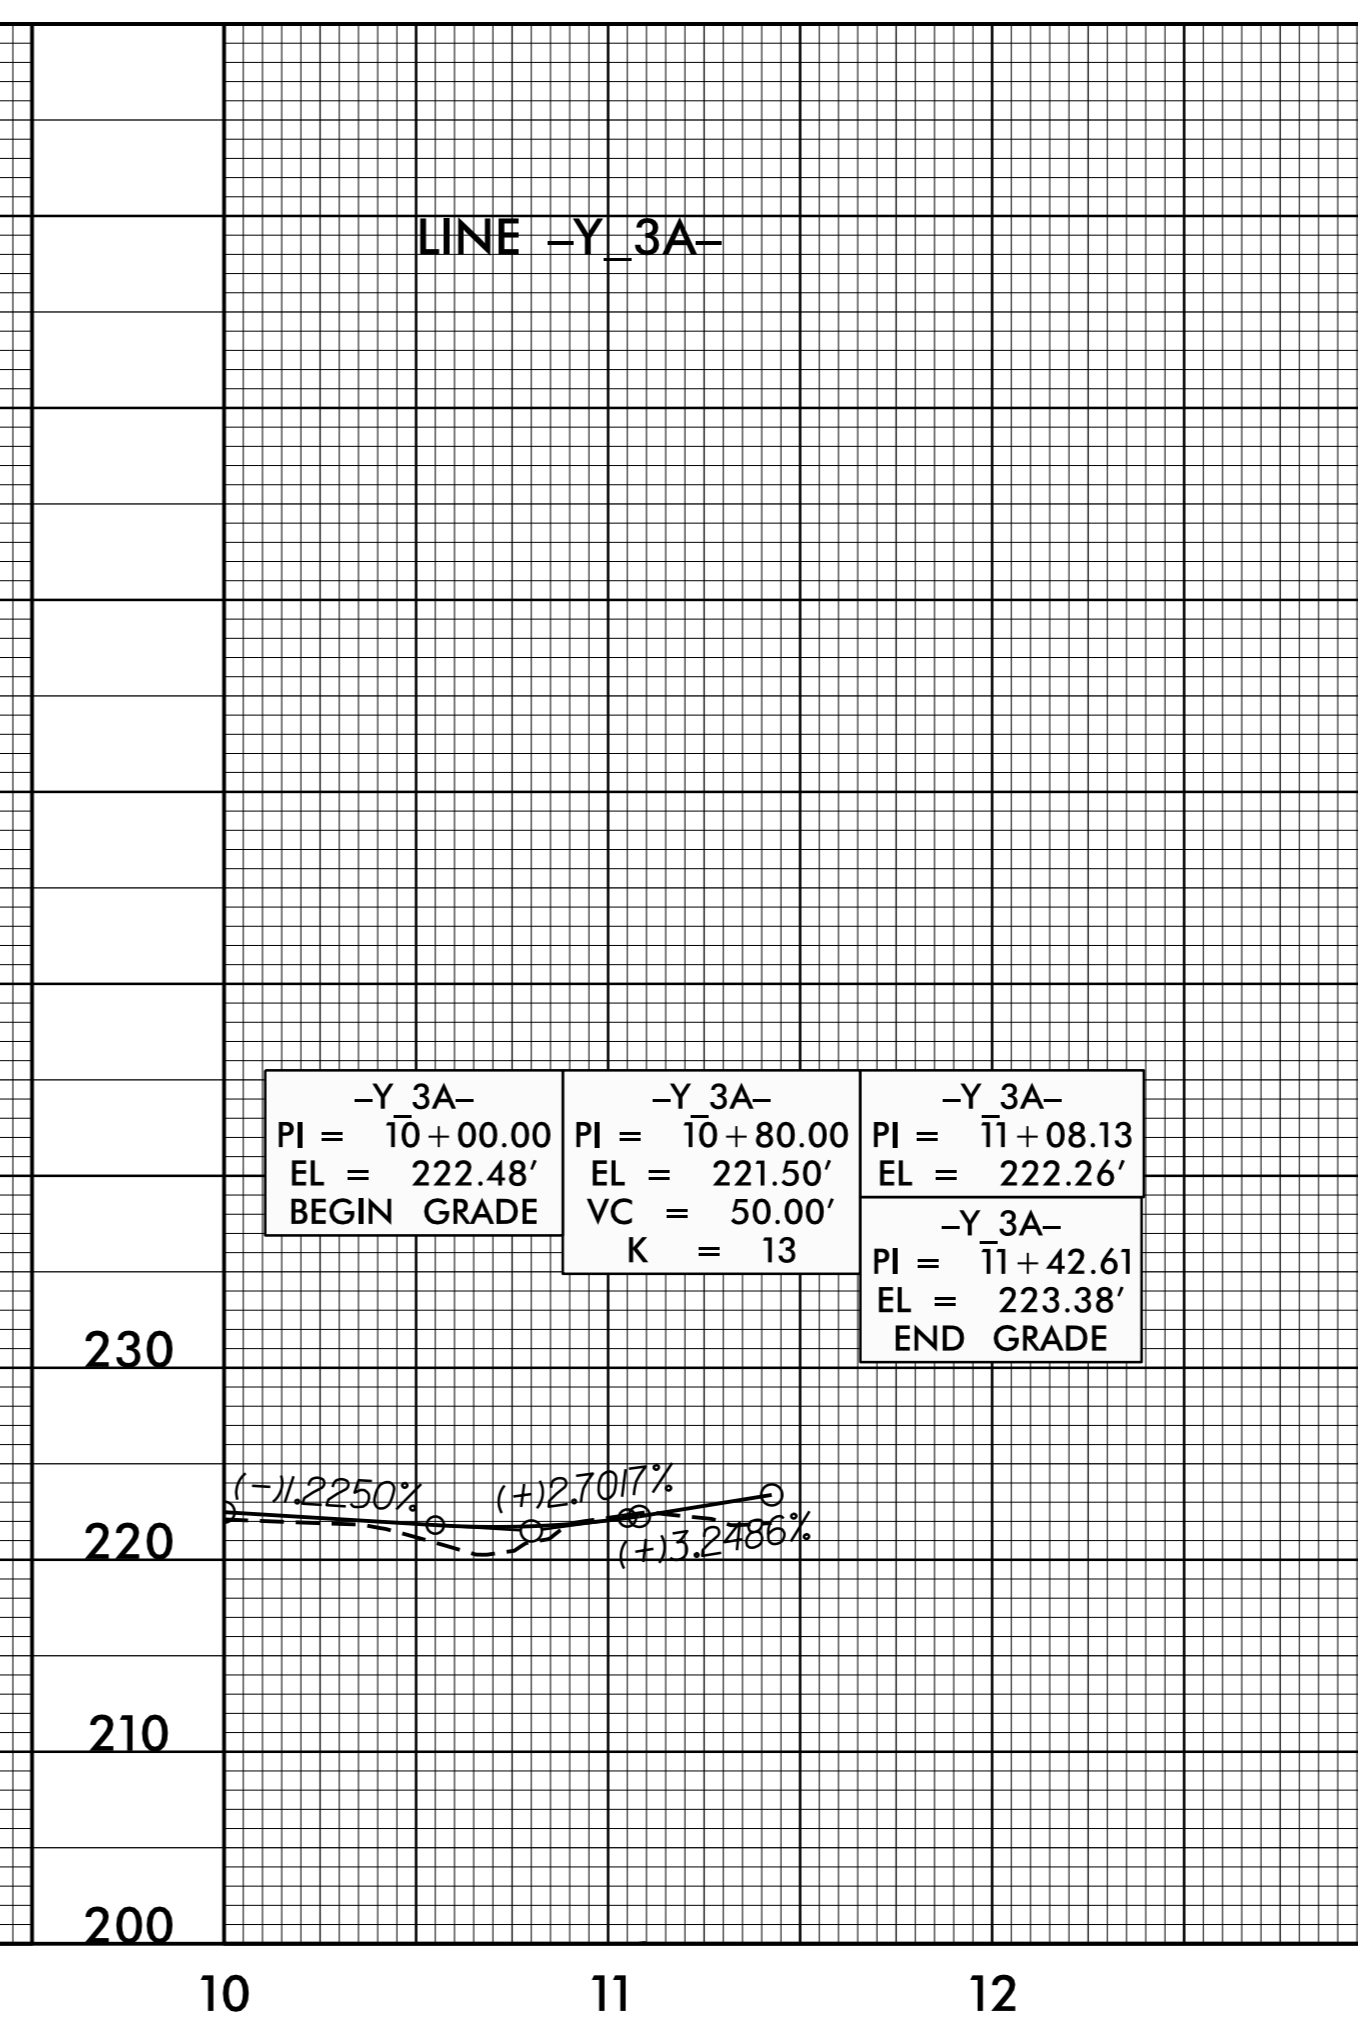 LINE –Y_3A–
–Y_3A–
PI = 10+00.00
EL = 222.48′
BEGIN GRADE
–Y_3A–
PI = 10+80.00
EL = 221.50′
VC = 50.00′
K = 13
–Y_3A–
PI = 11+08.13
EL = 222.26′
–Y_3A–
PI = 11+42.61
EL = 223.38′
END GRADE
230
(-)1.2250%
(+)2.7017%
(+)3.2486%
220
210
200
10
11
12